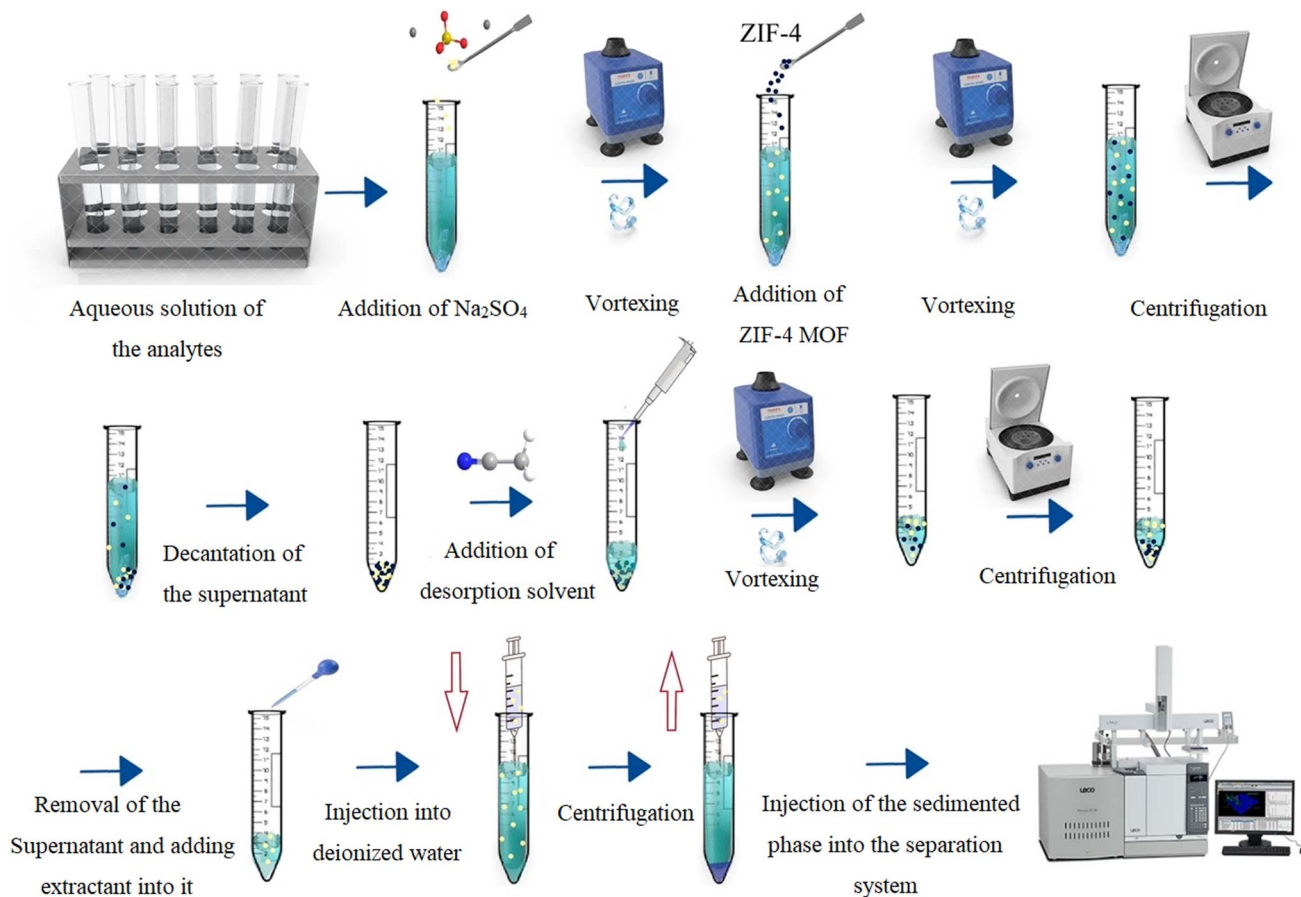 ZIF-4
Aqueous solution of
the analytes
Addition of Na₂SO₄
Vortexing
Addition of
ZIF-4 MOF
Vortexing
Centrifugation
Decantation of
the supernatant
Addition of
desorption solvent
Vortexing
Centrifugation
Removal of the
Supernatant and adding
extractant into it
Injection into
deionized water
Centrifugation
Injection of the sedimented
phase into the separation
system
LECO
LECO